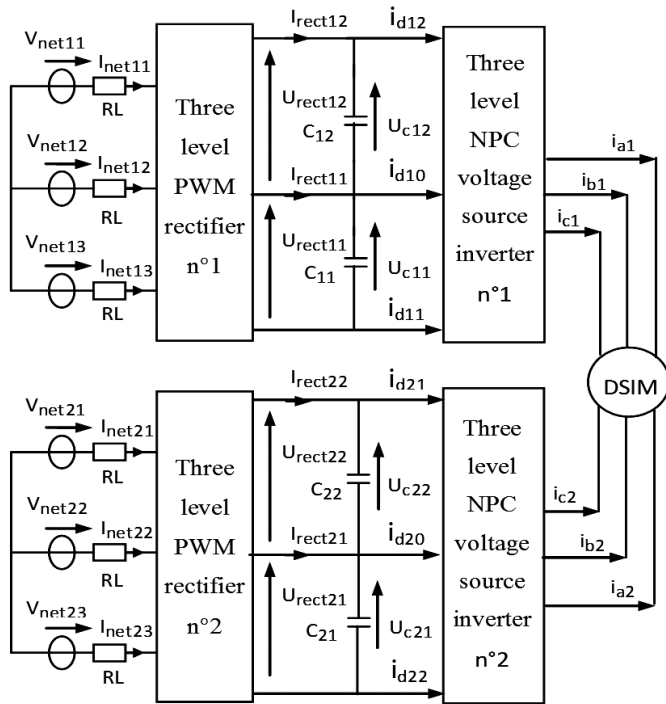 Vnet11
Inet11
RL
Vnet12
Inet12
RL
Vnet13
Inet13
RL
Three
level
PWM
rectifier
n°1
Irect12
id12
Urect12
C12
Uc12
Irect11
id10
Urect11
C11
Uc11
id11
Three
level
NPC
voltage
source
inverter
n°1
ia1
ib1
ic1
DSIM
Vnet21
Inet21
RL
Vnet22
Inet22
RL
Vnet23
Inet23
RL
Three
level
PWM
rectifier
n°2
Irect22
id21
Urect22
C22
Uc22
Irect21
id20
Urect21
C21
Uc21
id22
Three
level
NPC
voltage
source
inverter
n°2
ic2
ib2
ia2